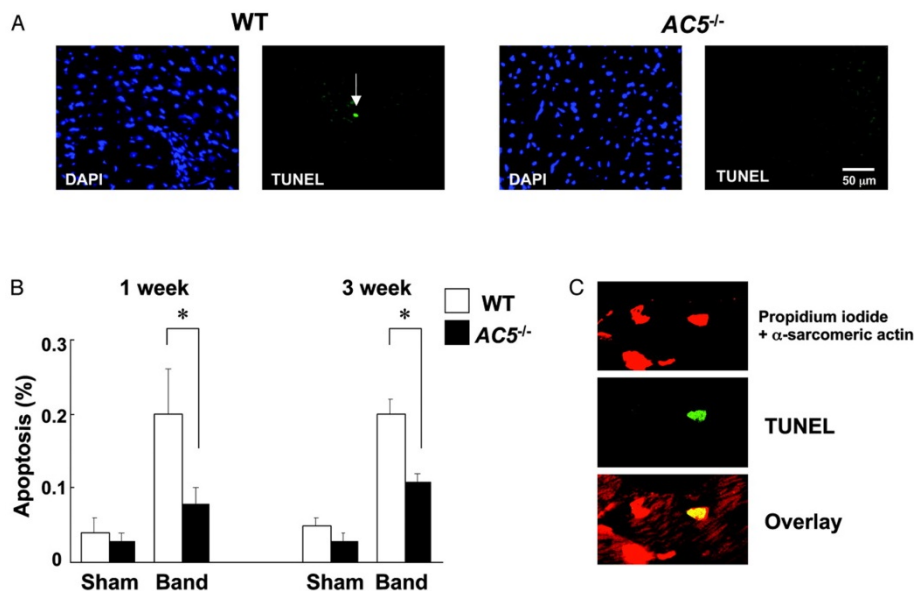 A
WT
AC5-/-
DAPI
TUNEL
DAPI
TUNEL
50 µm
B
1 week
3 week
WT
AC5-/-
*
*
Apoptosis (%)
0.3
0.2
0.1
0
Sham
Band
Sham
Band
C
Propidium iodide
+ α-sarcomeric actin
TUNEL
Overlay